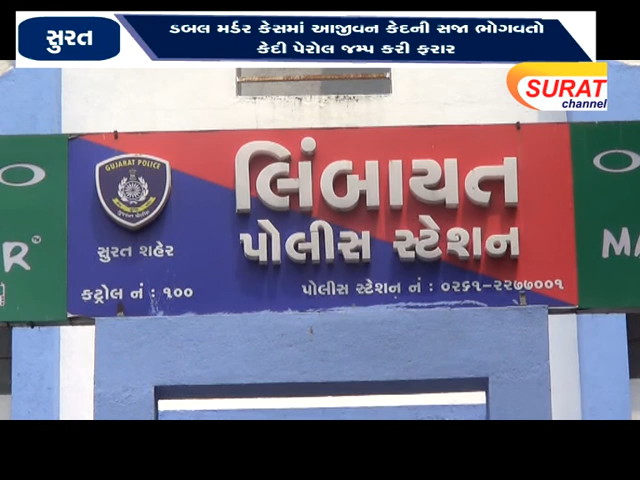 સુરત
ડબલ મર્ડર કેસમાં આજીવન કેદની સજા ભોગવતો
કેદી પેરોલ જમ્પ કરી ફરાર
SURAT
channel
GUJARAT POLICE
લિંબાયત
પોલીસ સ્ટેશન
સુરત શહેર
કટ્રોલ નં : ૧૦૦
પોલીસ સ્ટેશન નં : ૦૨૬૧-૨૨૭૭૦૦૧